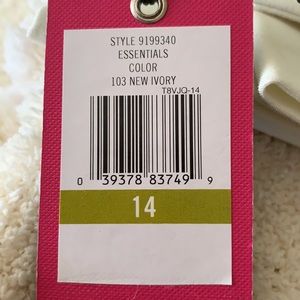 STYLE 9199340
ESSENTIALS
COLOR
103 NEW IVORY
T8VJQ-14
0 39378 83749 9
14